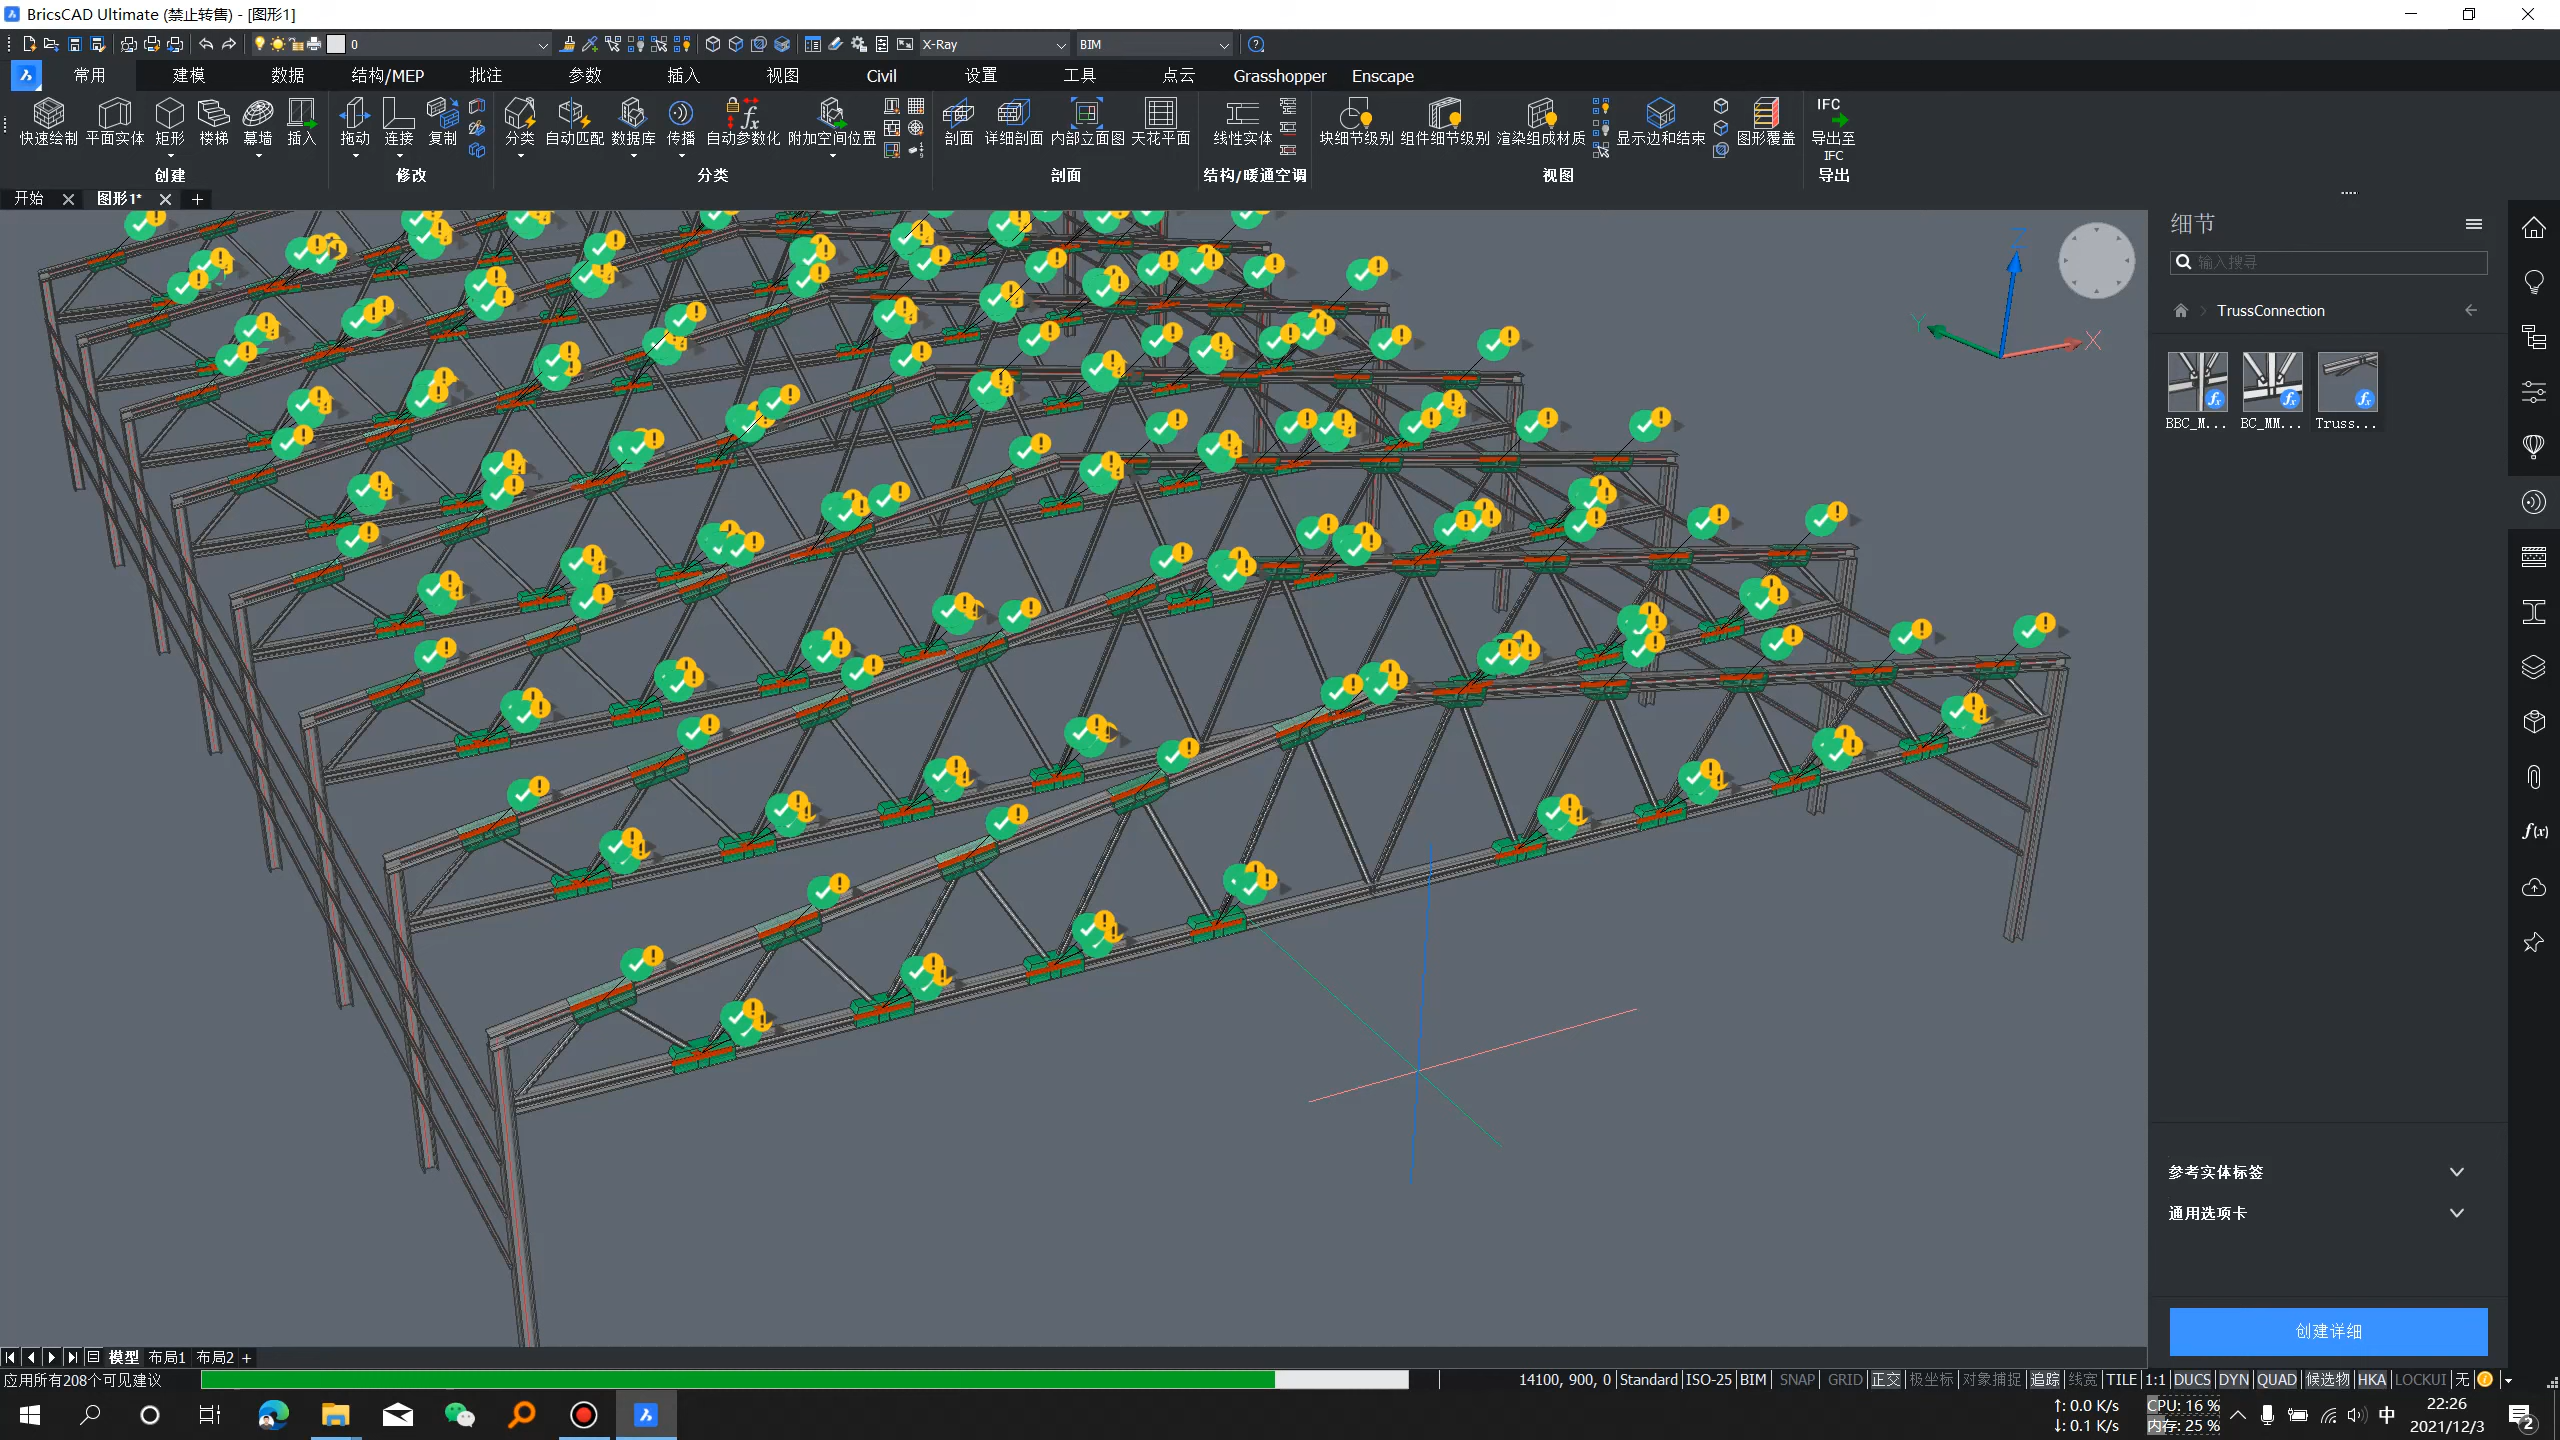 BricsCAD Ultimate (禁止转售) - [图形1]
0
X-Ray
BIM
常用 建模 数据 结构/MEP 批注 参数 插入 视图 Civil 设置 工具 点云 Grasshopper Enscape
快速绘制 平面实体 矩形 楼梯 幕墙 插入 拖动 连接 复制 分类 自动匹配 数据库 传播 自动参数化 附加空间位置 剖面 详细剖面 内部立面图 天花平面 线性实体 块细节级别 组件细节级别 渲染组成材质 显示边和结束 图形覆盖 IFC 导出至 IFC
创建 修改 分类 剖面 结构/暖通空调 视图 导出
开始 图形1*
细节
输入搜寻
TrussConnection
BBC_M... BC_MM... Truss...
Z
Y
X
参考实体标签
通用选项卡
创建详细
模型 布局1 布局2 +
应用所有208个可见建议
14100, 900, 0 Standard ISO-25 BIM SNAP GRID 正交 极坐标 对象捕捉 追踪 线宽 TILE 1:1 DUCS DYN QUAD 候选物 HKA LOCKUI 无
↑: 0.0 K/s
↓: 0.1 K/s
CPU: 16 %
内存: 25 %
中
22:26
2021/12/3
2